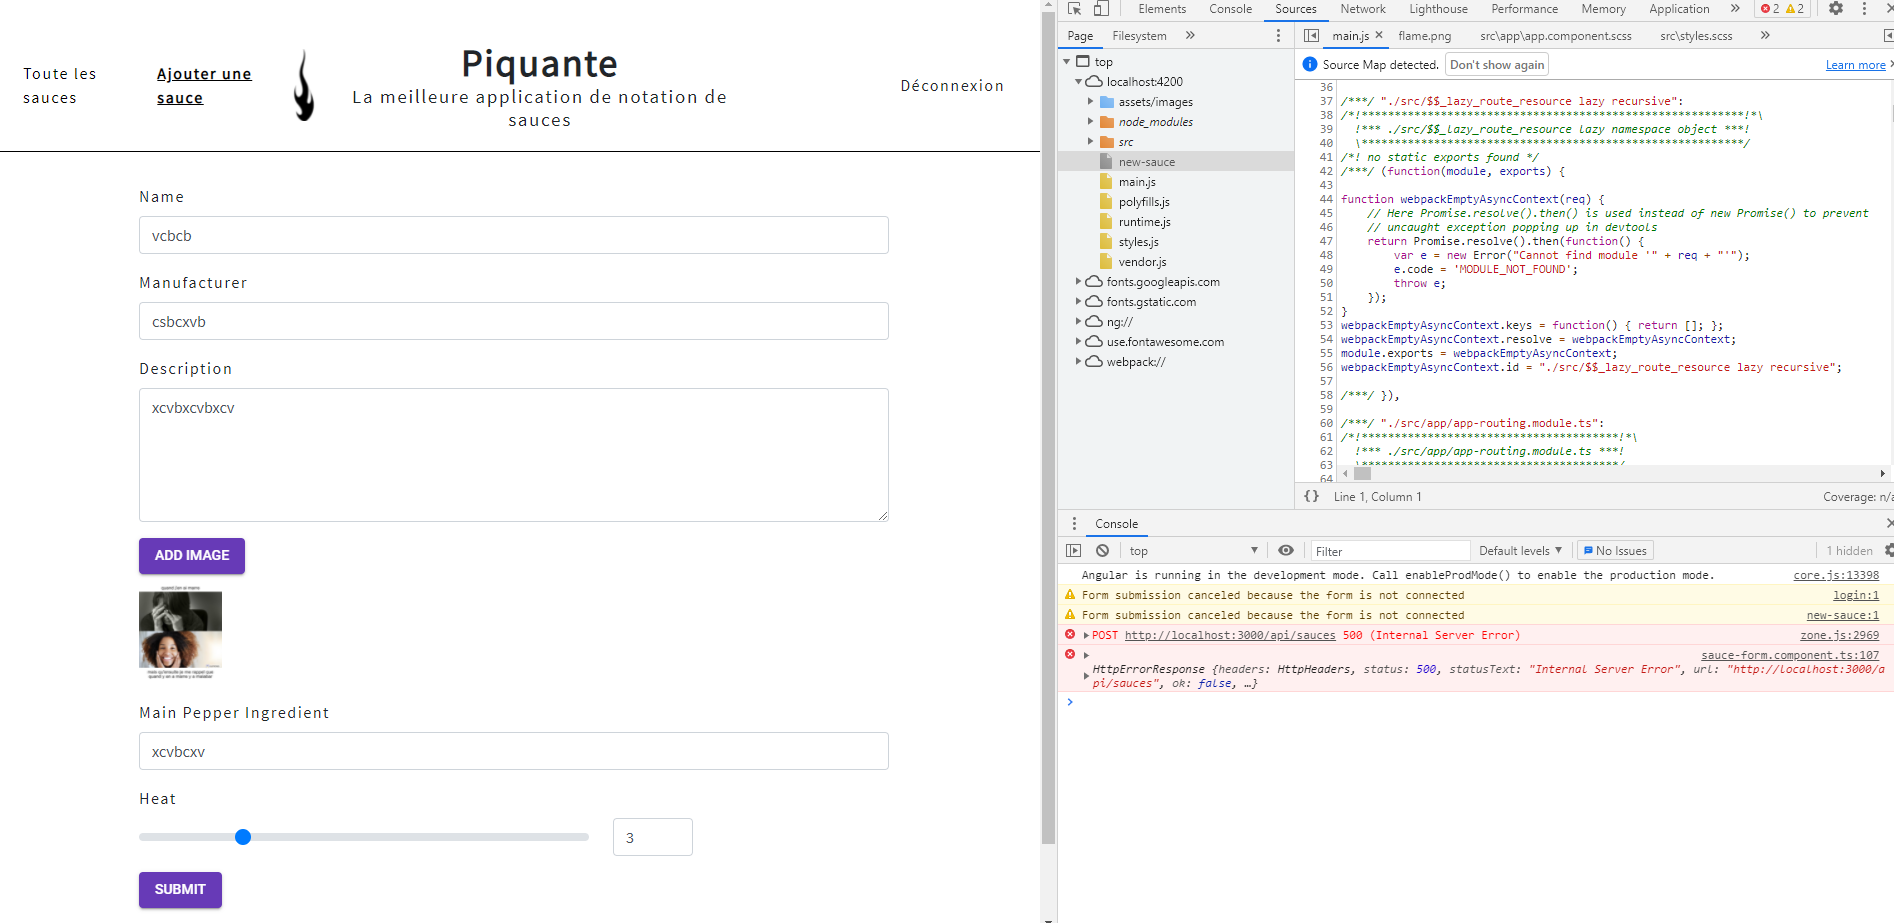 Toute les
sauces
Ajouter une
sauce
Piquante
La meilleure application de notation de
sauces
Déconnexion
Name
vcbcb
Manufacturer
csbcxvb
Description
xcvbxcvbxcv
ADD IMAGE
Main Pepper Ingredient
xcvbcxv
Heat
3
SUBMIT
Elements Console Sources Network Lighthouse Performance Memory Application » 2 2
Page Filesystem »
main.js × flame.png src\app\app.component.scss src\styles.scss »
Source Map detected. Don't show again Learn more
top
localhost:4200
assets/images
node_modules
src
new-sauce
main.js
polyfills.js
runtime.js
styles.js
vendor.js
fonts.googleapis.com
fonts.gstatic.com
ng://
use.fontawesome.com
webpack://
36
37 /***/ "./src/$$_lazy_route_resource lazy recursive":
38 /*!**********************************************************!*\
39   !*** ./src/$$_lazy_route_resource lazy namespace object ***!
40   \**********************************************************/
41 /*! no static exports found */
42 /***/ (function(module, exports) {
43
44 function webpackEmptyAsyncContext(req) {
45     // Here Promise.resolve().then() is used instead of new Promise() to prevent
46     // uncaught exception popping up in devtools
47     return Promise.resolve().then(function() {
48         var e = new Error("Cannot find module '" + req + "'");
49         e.code = 'MODULE_NOT_FOUND';
50         throw e;
51     });
52 }
53 webpackEmptyAsyncContext.keys = function() { return []; };
54 webpackEmptyAsyncContext.resolve = webpackEmptyAsyncContext;
55 module.exports = webpackEmptyAsyncContext;
56 webpackEmptyAsyncContext.id = "./src/$$_lazy_route_resource lazy recursive";
57
58 /***/ }),
59
60 /***/ "./src/app/app-routing.module.ts":
61 /*!***************************************!*\
62   !*** ./src/app/app-routing.module.ts ***!
63   \***************************************/
64
{} Line 1, Column 1 Coverage: n/a
Console
top Filter Default levels No Issues 1 hidden
Angular is running in the development mode. Call enableProdMode() to enable the production mode. core.js:13398
Form submission canceled because the form is not connected login:1
Form submission canceled because the form is not connected new-sauce:1
POST http://localhost:3000/api/sauces 500 (Internal Server Error) zone.js:2969
sauce-form.component.ts:107
HttpErrorResponse {headers: HttpHeaders, status: 500, statusText: "Internal Server Error", url: "http://localhost:3000/a
pi/sauces", ok: false, …}